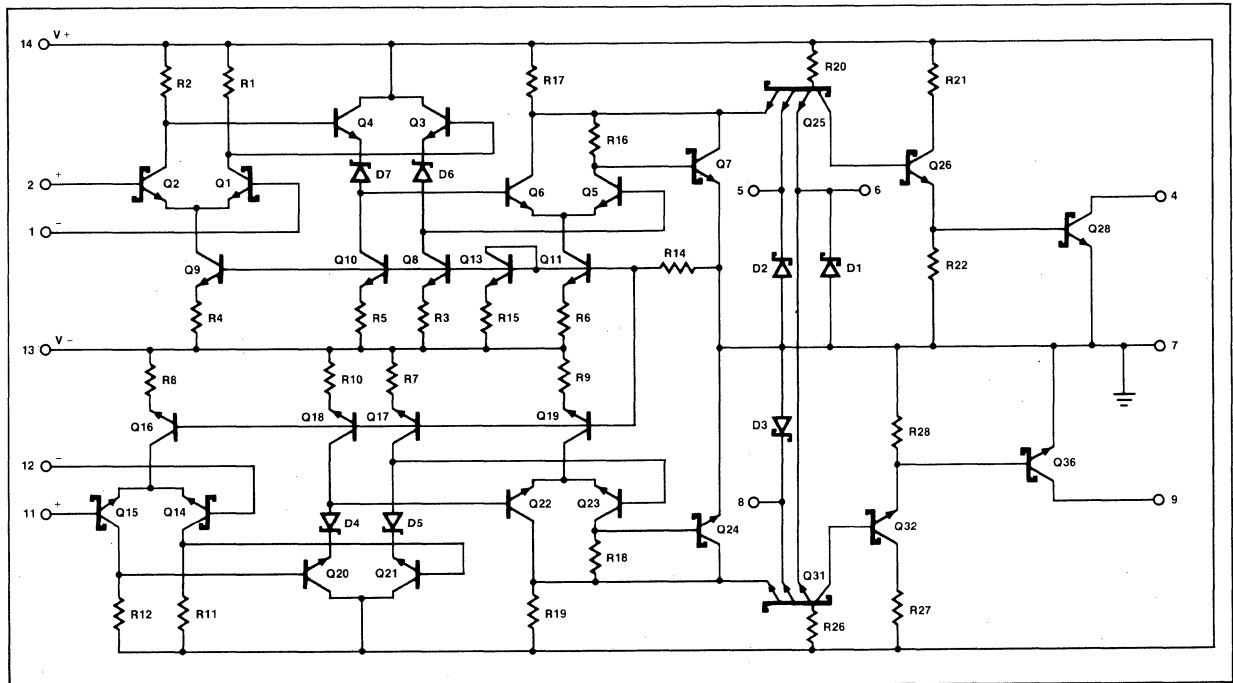 14 V+
R2
R1
R17
R20
R21
Q4
Q3
R16
Q25
Q7
Q26
D7
D6
2 +
Q2
Q1
Q6
Q5
5
6
4
1 −
Q28
Q9
Q10
Q8
Q13
Q11
R14
D2
D1
R22
R4
R5
R3
R15
R6
13 V−
7
R8
R10
R7
R9
Q16
Q18
Q17
Q19
D3
R28
12 −
Q36
11 +
Q15
Q14
Q22
Q23
8
9
D4
D5
Q24
Q32
R18
Q20
Q21
Q31
R12
R11
R19
R26
R27